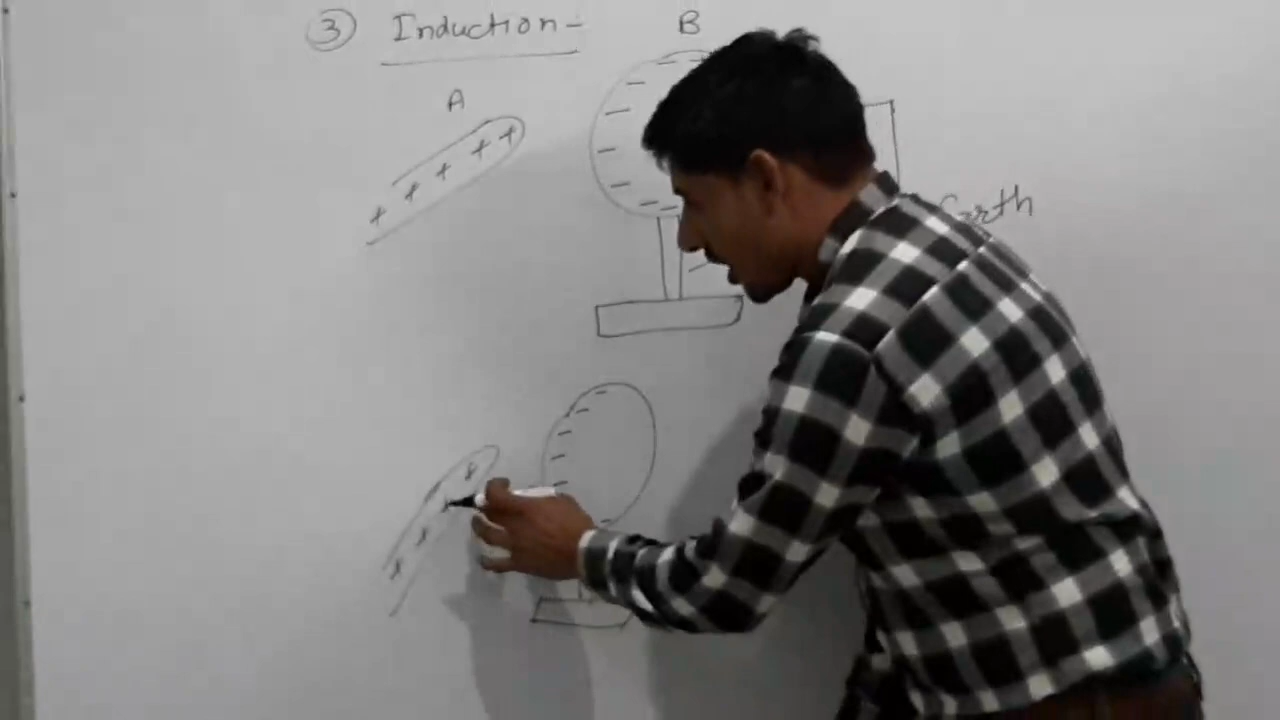 ③ Induction-
B
A
+ + + + +
Earth